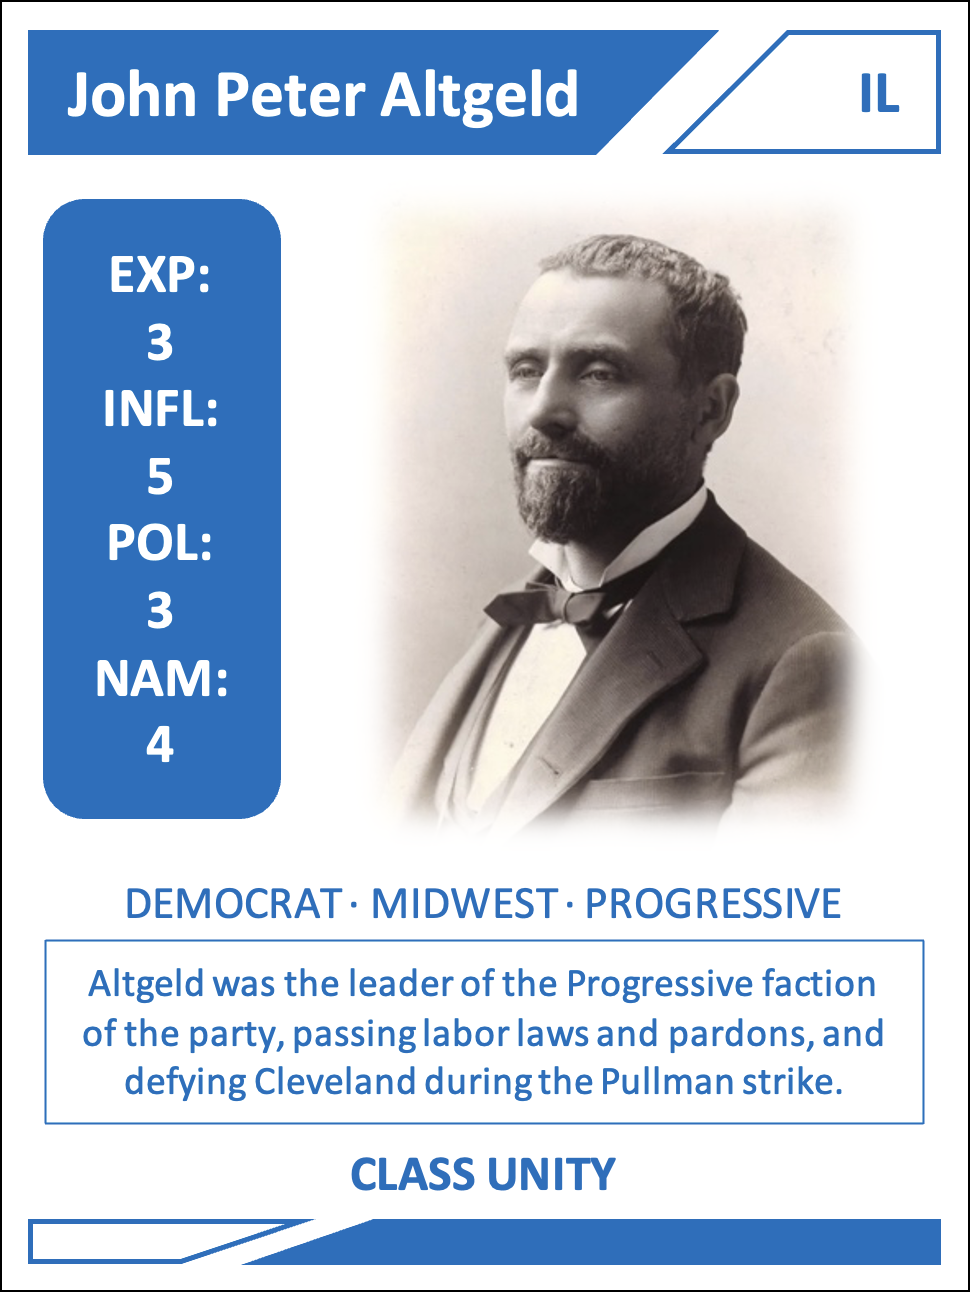 John Peter Altgeld
IL
EXP:
3
INFL:
5
POL:
3
NAM:
4
DEMOCRAT · MIDWEST · PROGRESSIVE
Altgeld was the leader of the Progressive faction
of the party, passing labor laws and pardons, and
defying Cleveland during the Pullman strike.
CLASS UNITY